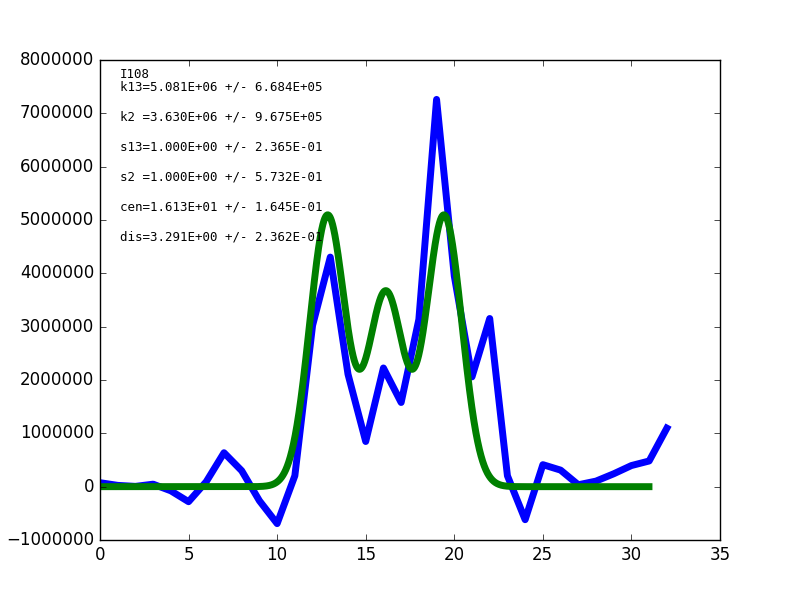 8000000
7000000
6000000
5000000
4000000
3000000
2000000
1000000
0
−1000000
I108
k13=5.081E+06 +/- 6.684E+05
k2 =3.630E+06 +/- 9.675E+05
s13=1.000E+00 +/- 2.365E-01
s2 =1.000E+00 +/- 5.732E-01
cen=1.613E+01 +/- 1.645E-01
dis=3.291E+00 +/- 2.362E-01
0 5 10 15 20 25 30 35